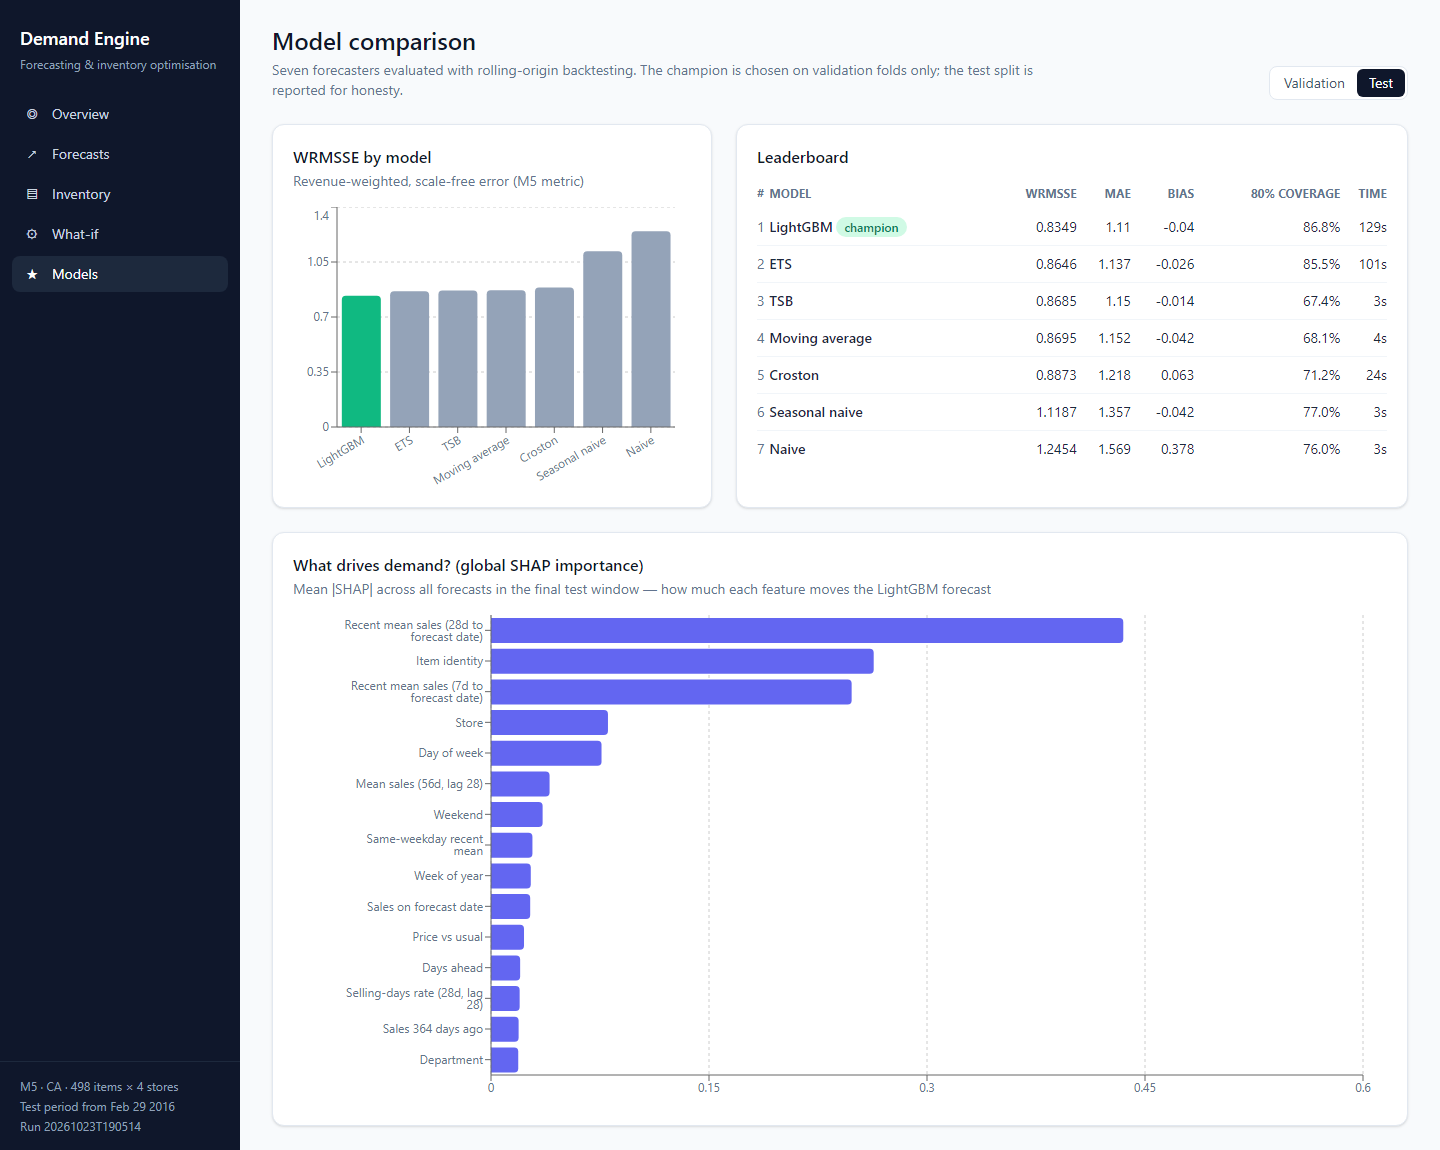 Demand Engine
Forecasting & inventory optimisation
Overview
Forecasts
Inventory
What-if
Models
M5 · CA · 498 items × 4 stores
Test period from Feb 29 2016
Run 20261023T190514
Model comparison
Seven forecasters evaluated with rolling-origin backtesting. The champion is chosen on validation folds only; the test split is
reported for honesty.
Validation Test
WRMSSE by model
Revenue-weighted, scale-free error (M5 metric)
1.4
1.05
0.7
0.35
0
LightGBM
ETS
TSB
Moving average
Croston
Seasonal naive
Naive
Leaderboard
# MODEL WRMSSE MAE BIAS 80% COVERAGE TIME
1 LightGBM champion 0.8349 1.11 -0.04 86.8% 129s
2 ETS 0.8646 1.137 -0.026 85.5% 101s
3 TSB 0.8685 1.15 -0.014 67.4% 3s
4 Moving average 0.8695 1.152 -0.042 68.1% 4s
5 Croston 0.8873 1.218 0.063 71.2% 24s
6 Seasonal naive 1.1187 1.357 -0.042 77.0% 3s
7 Naive 1.2454 1.569 0.378 76.0% 3s
What drives demand? (global SHAP importance)
Mean |SHAP| across all forecasts in the final test window — how much each feature moves the LightGBM forecast
Recent mean sales (28d to
forecast date)
Item identity
Recent mean sales (7d to
forecast date)
Store
Day of week
Mean sales (56d, lag 28)
Weekend
Same-weekday recent
mean
Week of year
Sales on forecast date
Price vs usual
Days ahead
Selling-days rate (28d, lag
28)
Sales 364 days ago
Department
0 0.15 0.3 0.45 0.6